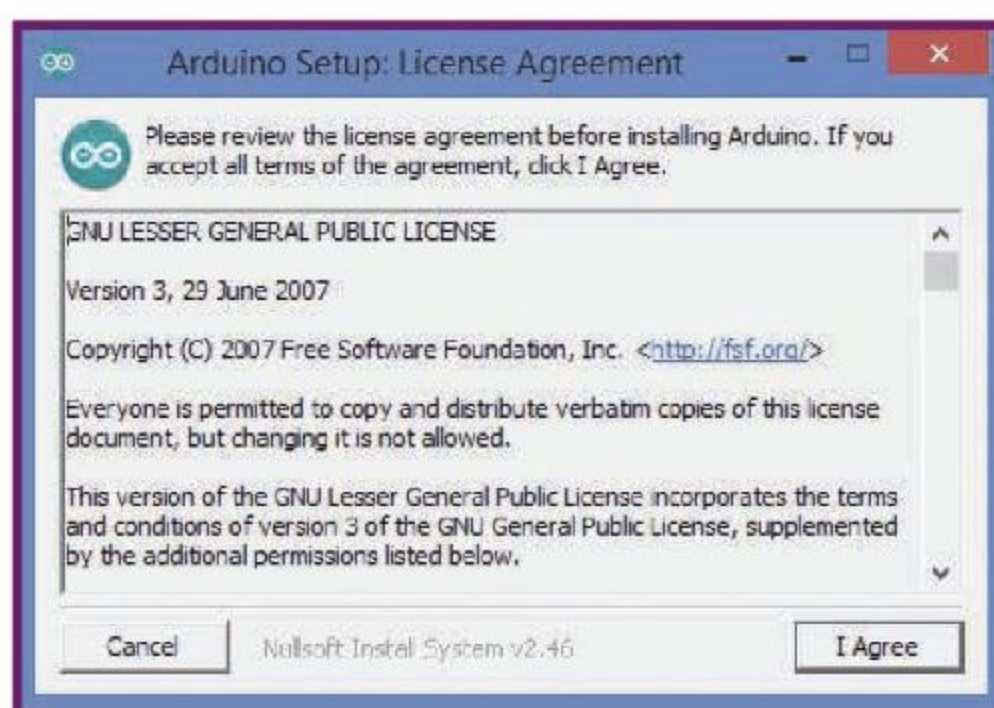 Arduino Setup: License Agreement
Please review the license agreement before installing Arduino. If you
accept all terms of the agreement, click I Agree.
GNU LESSER GENERAL PUBLIC LICENSE
Version 3, 29 June 2007
Copyright (C) 2007 Free Software Foundation, Inc. <http://fsf.org/>
Everyone is permitted to copy and distribute verbatim copies of this license
document, but changing it is not allowed.
This version of the GNU Lesser General Public License incorporates the terms
and conditions of version 3 of the GNU General Public License, supplemented
by the additional permissions listed below.
Cancel
Nullsoft Install System v2.46
I Agree